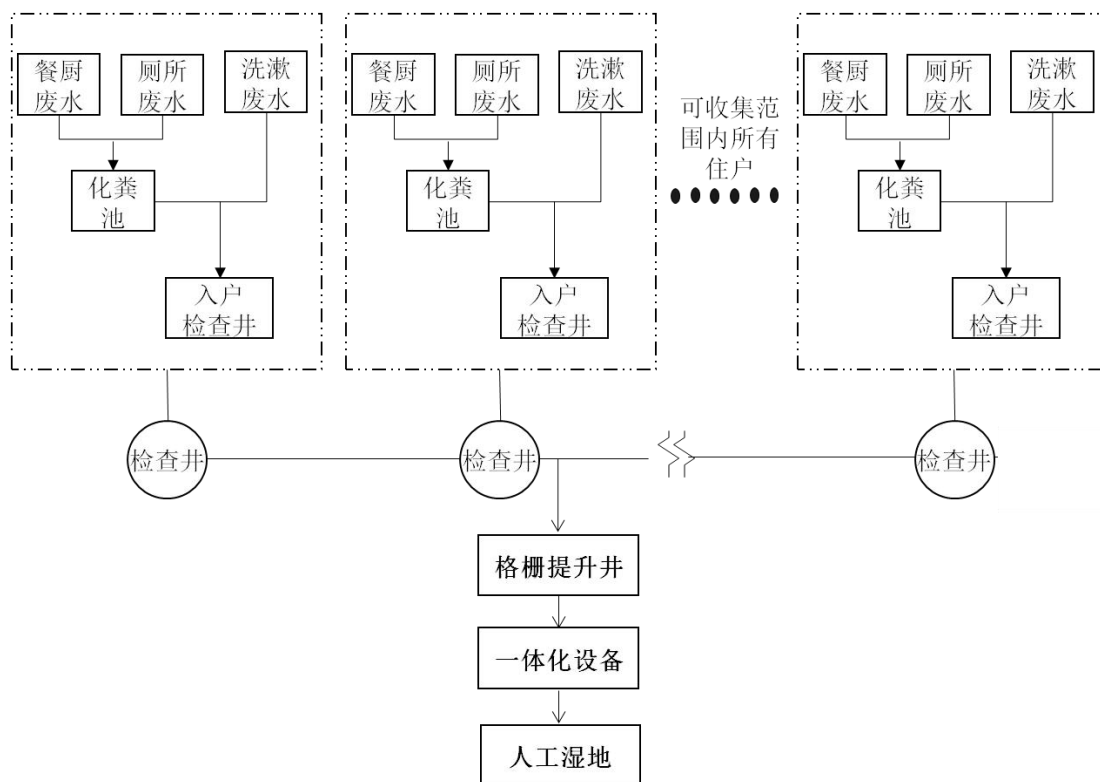 餐厨
废水
厕所
废水
洗漱
废水
化粪
池
入户
检查井
餐厨
废水
厕所
废水
洗漱
废水
化粪
池
入户
检查井
可收集范
围内所有
住户
餐厨
废水
厕所
废水
洗漱
废水
化粪
池
入户
检查井
检查井
检查井
检查井
格栅提升井
一体化设备
人工湿地